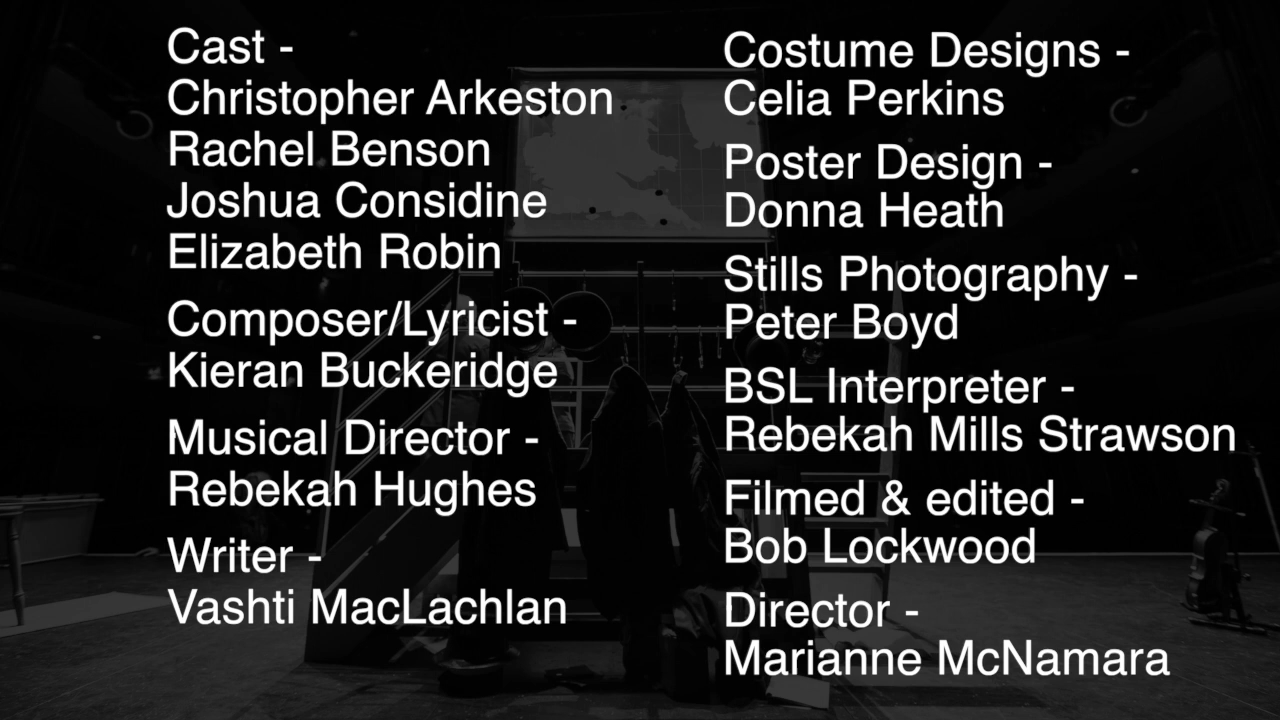 Cast -
Christopher Arkeston
Rachel Benson
Joshua Considine
Elizabeth Robin
Composer/Lyricist -
Kieran Buckeridge
Musical Director -
Rebekah Hughes
Writer -
Vashti MacLachlan
Costume Designs -
Celia Perkins
Poster Design -
Donna Heath
Stills Photography -
Peter Boyd
BSL Interpreter -
Rebekah Mills Strawson
Filmed & edited -
Bob Lockwood
Director -
Marianne McNamara